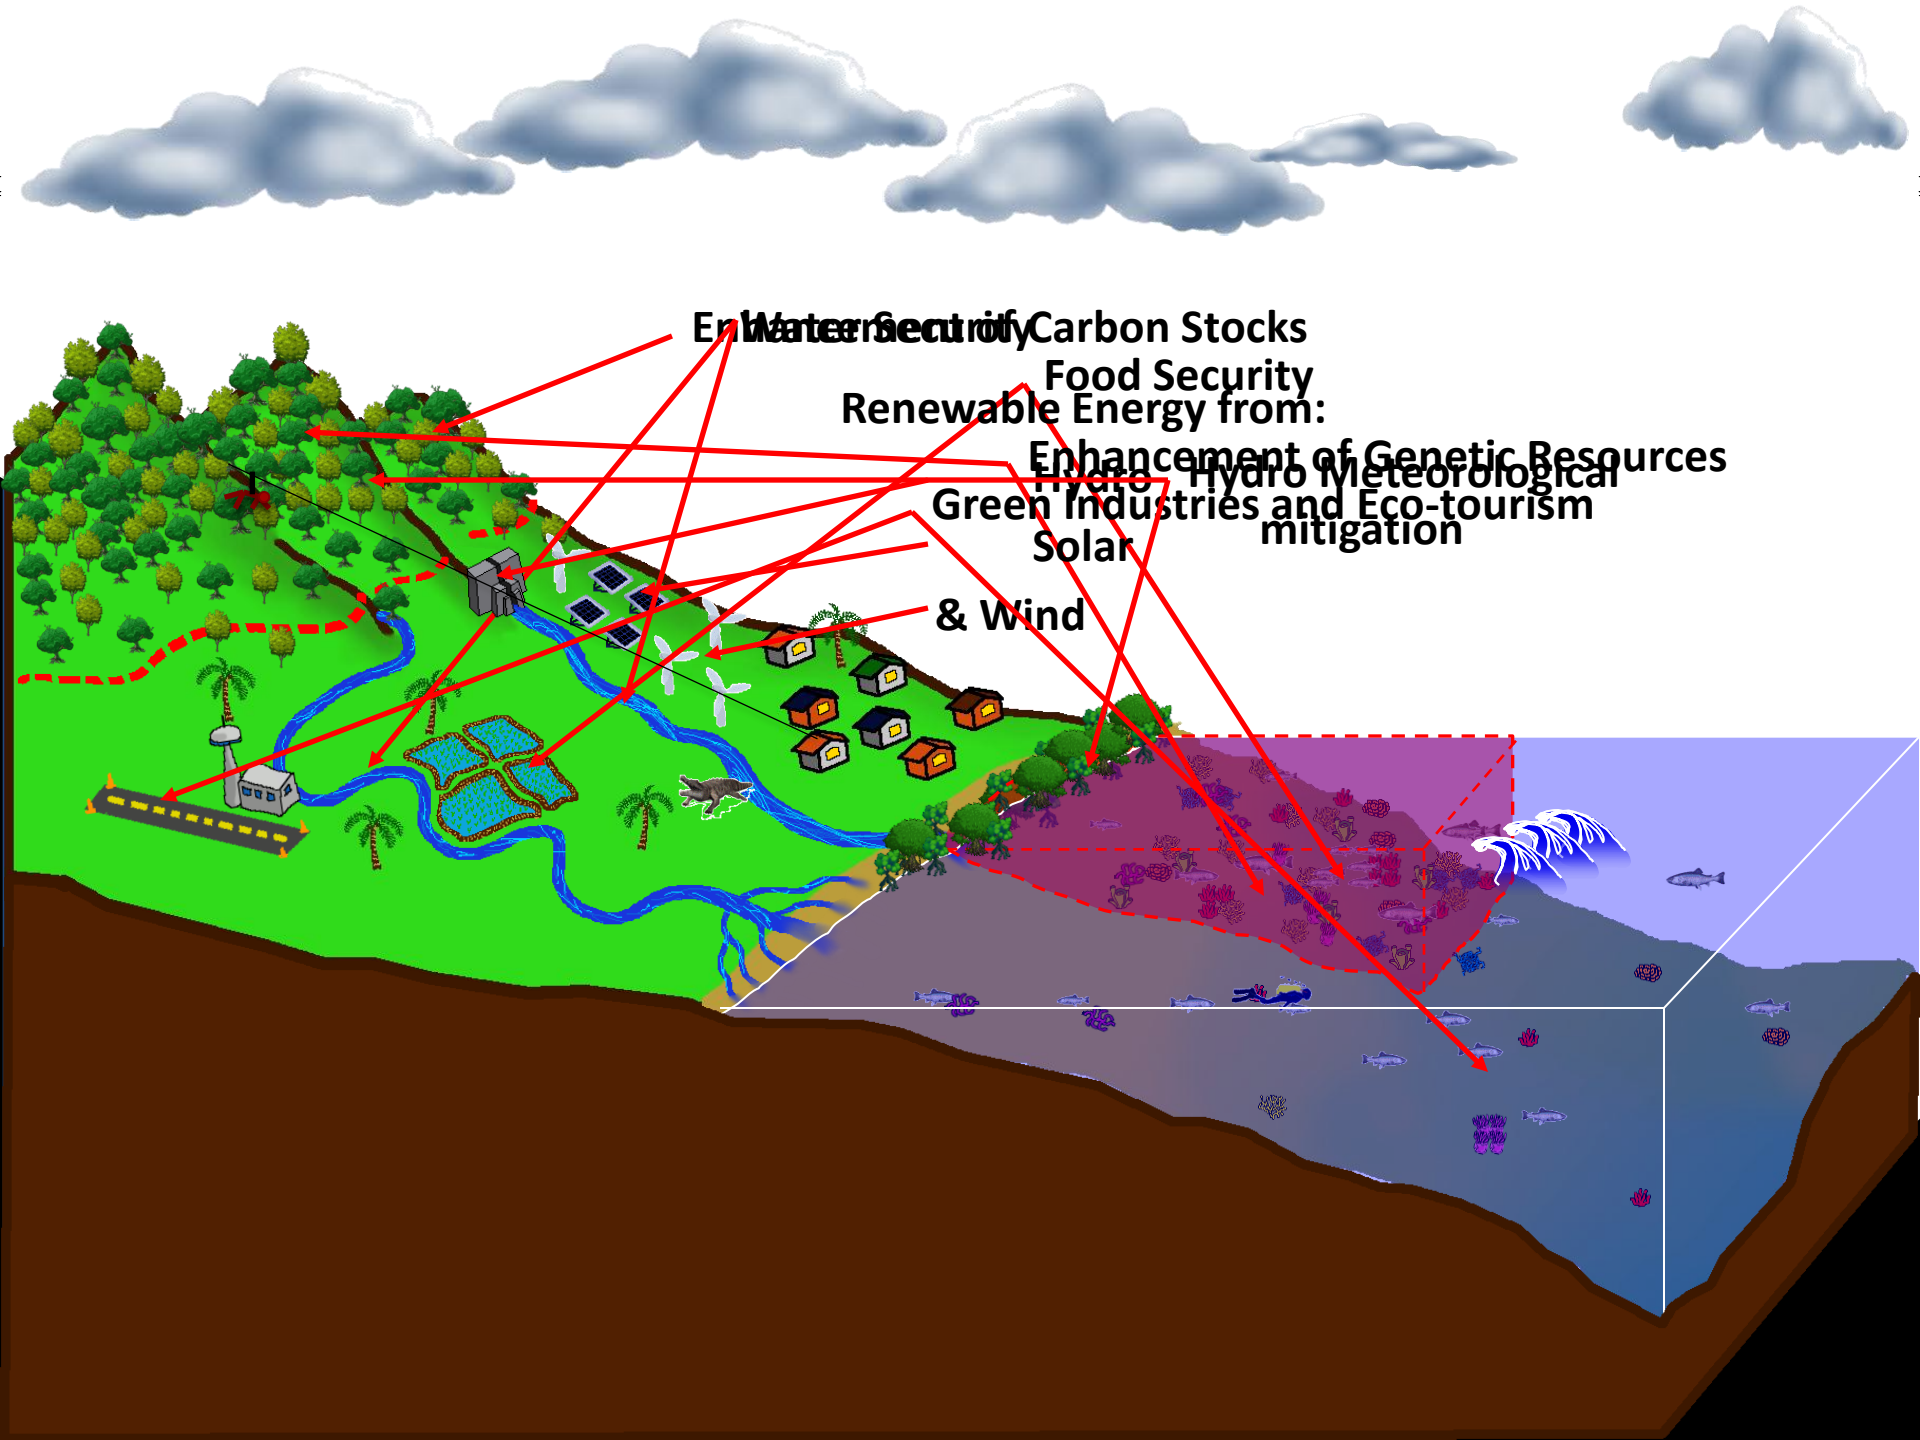 Enhancement of Carbon Stocks
Water Security
Food Security
Renewable Energy from:
Enhancement of Genetic Resources
Hydro
Hydro Meteorological
mitigation
Green Industries and Eco-tourism
Solar
& Wind